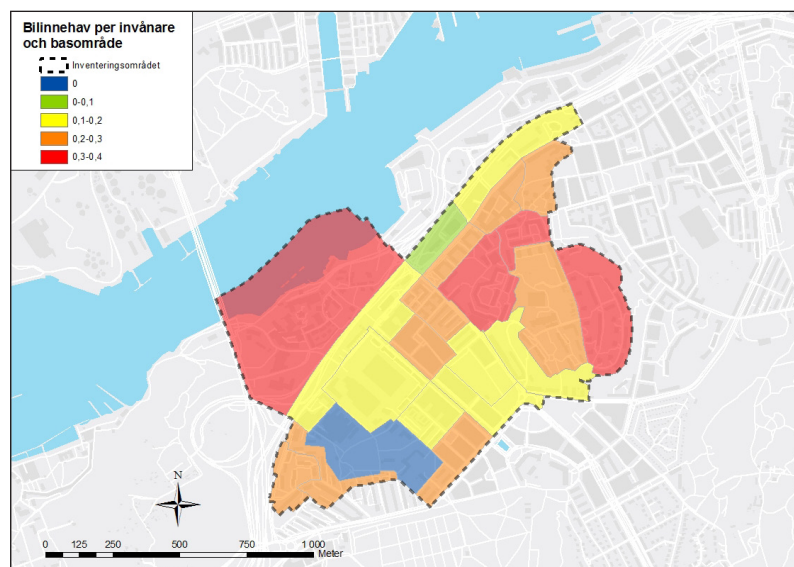 Bilinnehav per invånare
och basområde
Inventeringsområdet
0
0-0,1
0,1-0,2
0,2-0,3
0,3-0,4
N
0 125 250 500 750 1 000
Meter